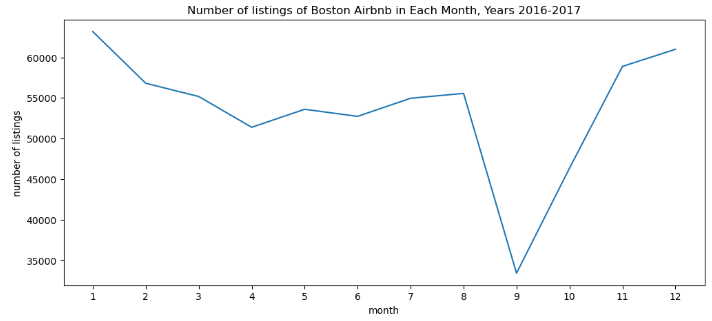 Number of listings of Boston Airbnb in Each Month, Years 2016-2017
60000
55000
50000
45000
40000
35000
number of listings
1 2 3 4 5 6 7 8 9 10 11 12
month